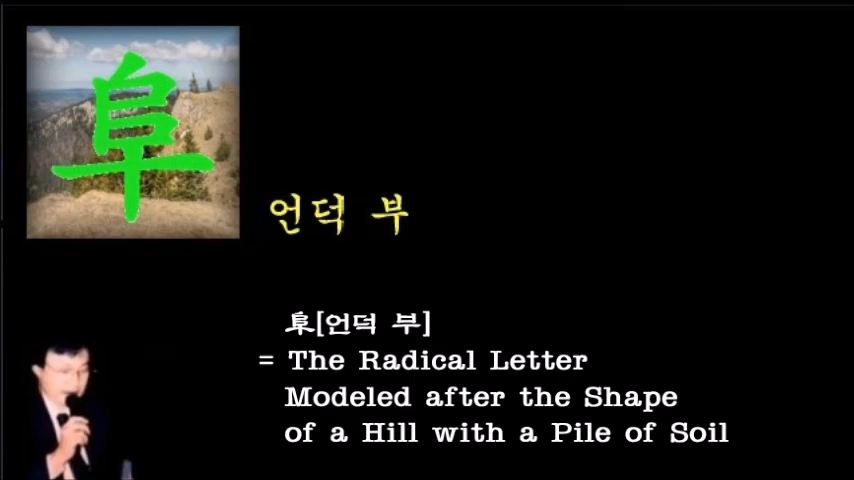 阜
언덕 부
阜[언덕 부]
= The Radical Letter
Modeled after the Shape
of a Hill with a Pile of Soil